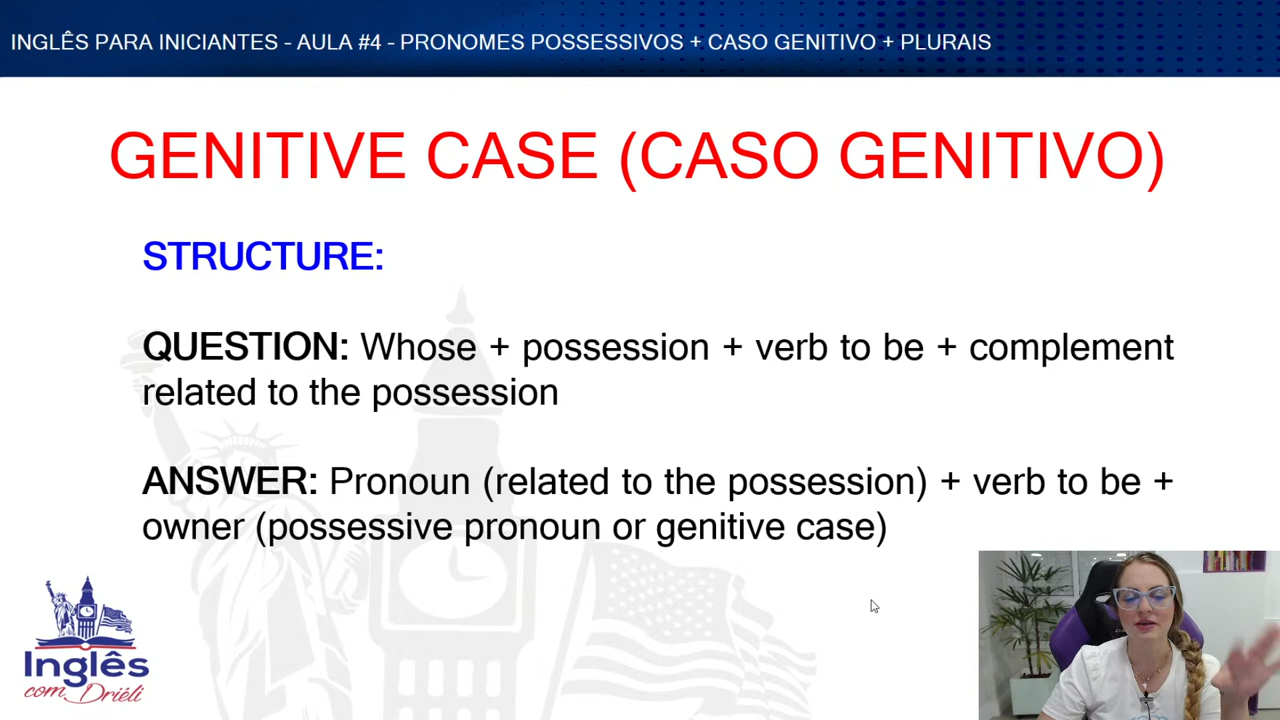 INGLÊS PARA INICIANTES - AULA #4 - PRONOMES POSSESSIVOS + CASO GENITIVO + PLURAIS
GENITIVE CASE (CASO GENITIVO)
STRUCTURE:
QUESTION: Whose + possession + verb to be + complement
related to the possession
ANSWER: Pronoun (related to the possession) + verb to be +
owner (possessive pronoun or genitive case)
Inglês
com Driéli